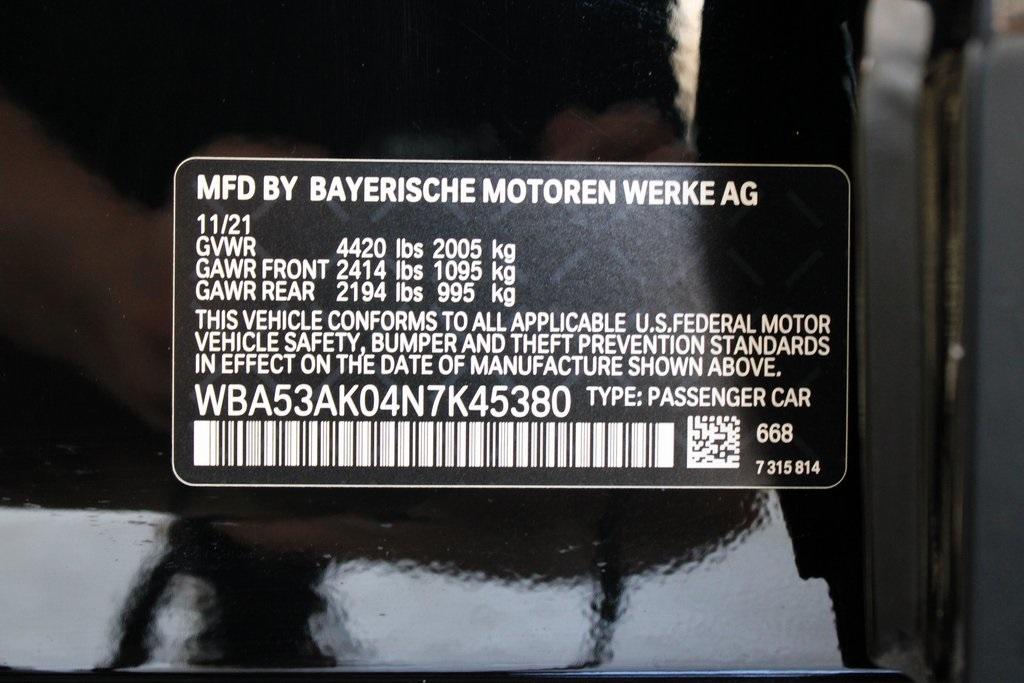 MFD BY BAYERISCHE MOTOREN WERKE AG
11/21
GVWR 4420 lbs 2005 kg
GAWR FRONT 2414 lbs 1095 kg
GAWR REAR 2194 lbs 995 kg
THIS VEHICLE CONFORMS TO ALL APPLICABLE U.S.FEDERAL MOTOR
VEHICLE SAFETY, BUMPER AND THEFT PREVENTION STANDARDS
IN EFFECT ON THE DATE OF MANUFACTURE SHOWN ABOVE.
WBA53AK04N7K45380 TYPE: PASSENGER CAR
668
7 315 814